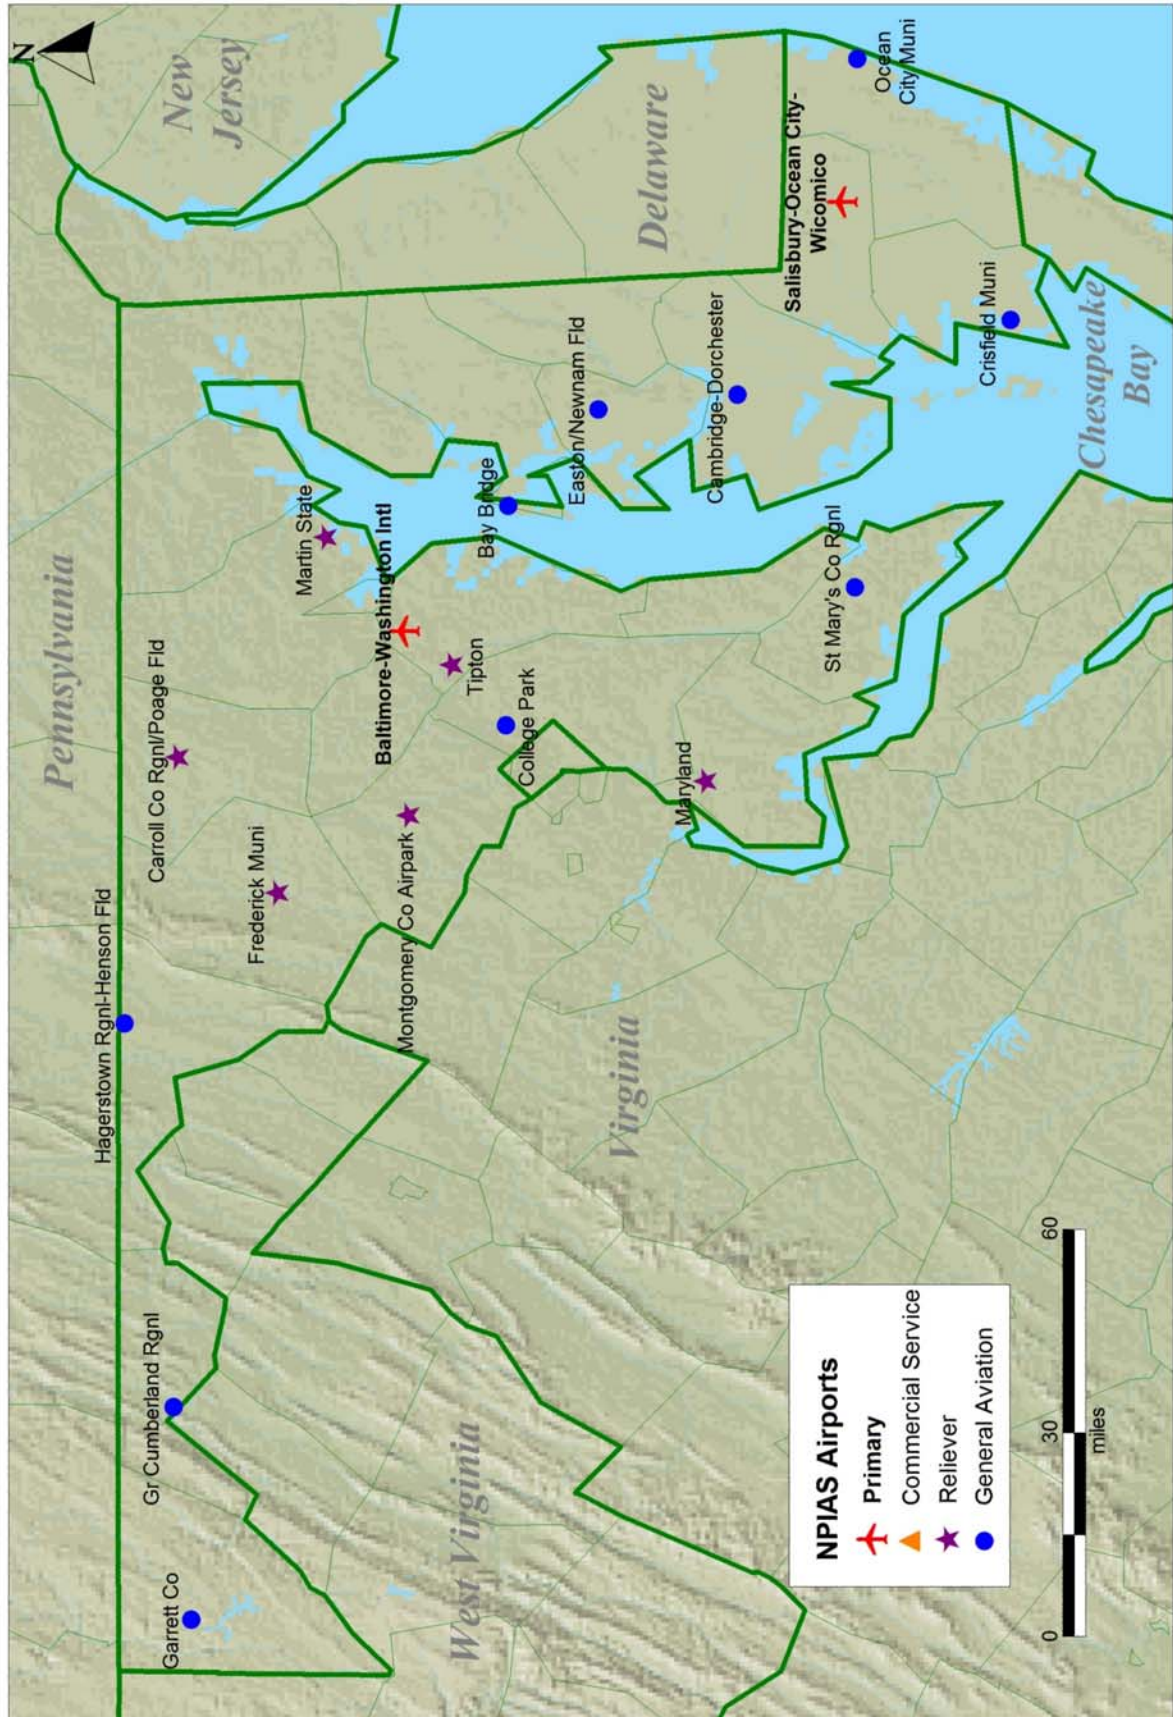 N
New
Jersey
Pennsylvania
Delaware
Hagerstown Rgnl-Henson Fld
Carroll Co Rgnl/Poage Fld
Gr Cumberland Rgnl
Garrett Co
Frederick Muni
Martin State
Baltimore-Washington Intl
Montgomery Co Airpark
Tipton
Bay Bridge
College Park
Easton/Newnam Fld
Maryland
Cambridge-Dorchester
Salisbury-Ocean City-
Wicomico
Ocean
City Muni
St Mary's Co Rgnl
Crisfield Muni
Chesapeake
Bay
West Virginia
Virginia
NPIAS Airports
Primary
Commercial Service
Reliever
General Aviation
0 30 60
miles